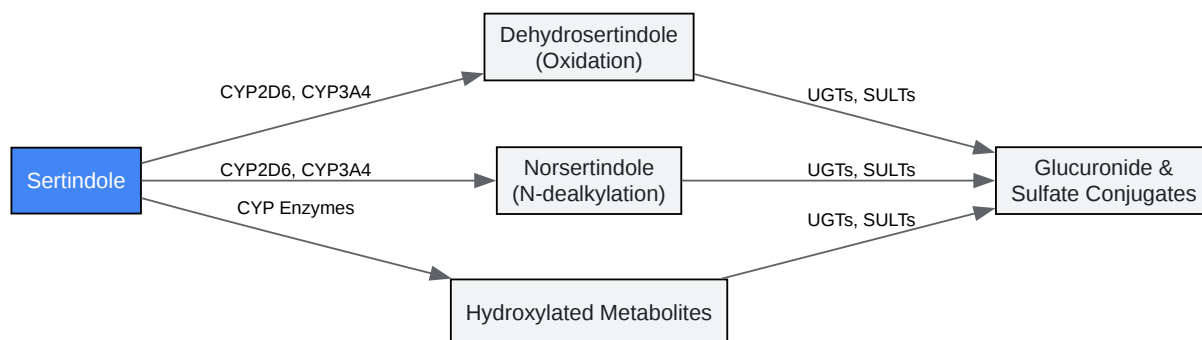 Dehydrosertindole
(Oxidation)
CYP2D6, CYP3A4
UGTs, SULTs
Sertindole
CYP2D6, CYP3A4
Norsertindole
(N-dealkylation)
UGTs, SULTs
Glucuronide &
Sulfate Conjugates
CYP Enzymes
UGTs, SULTs
Hydroxylated Metabolites